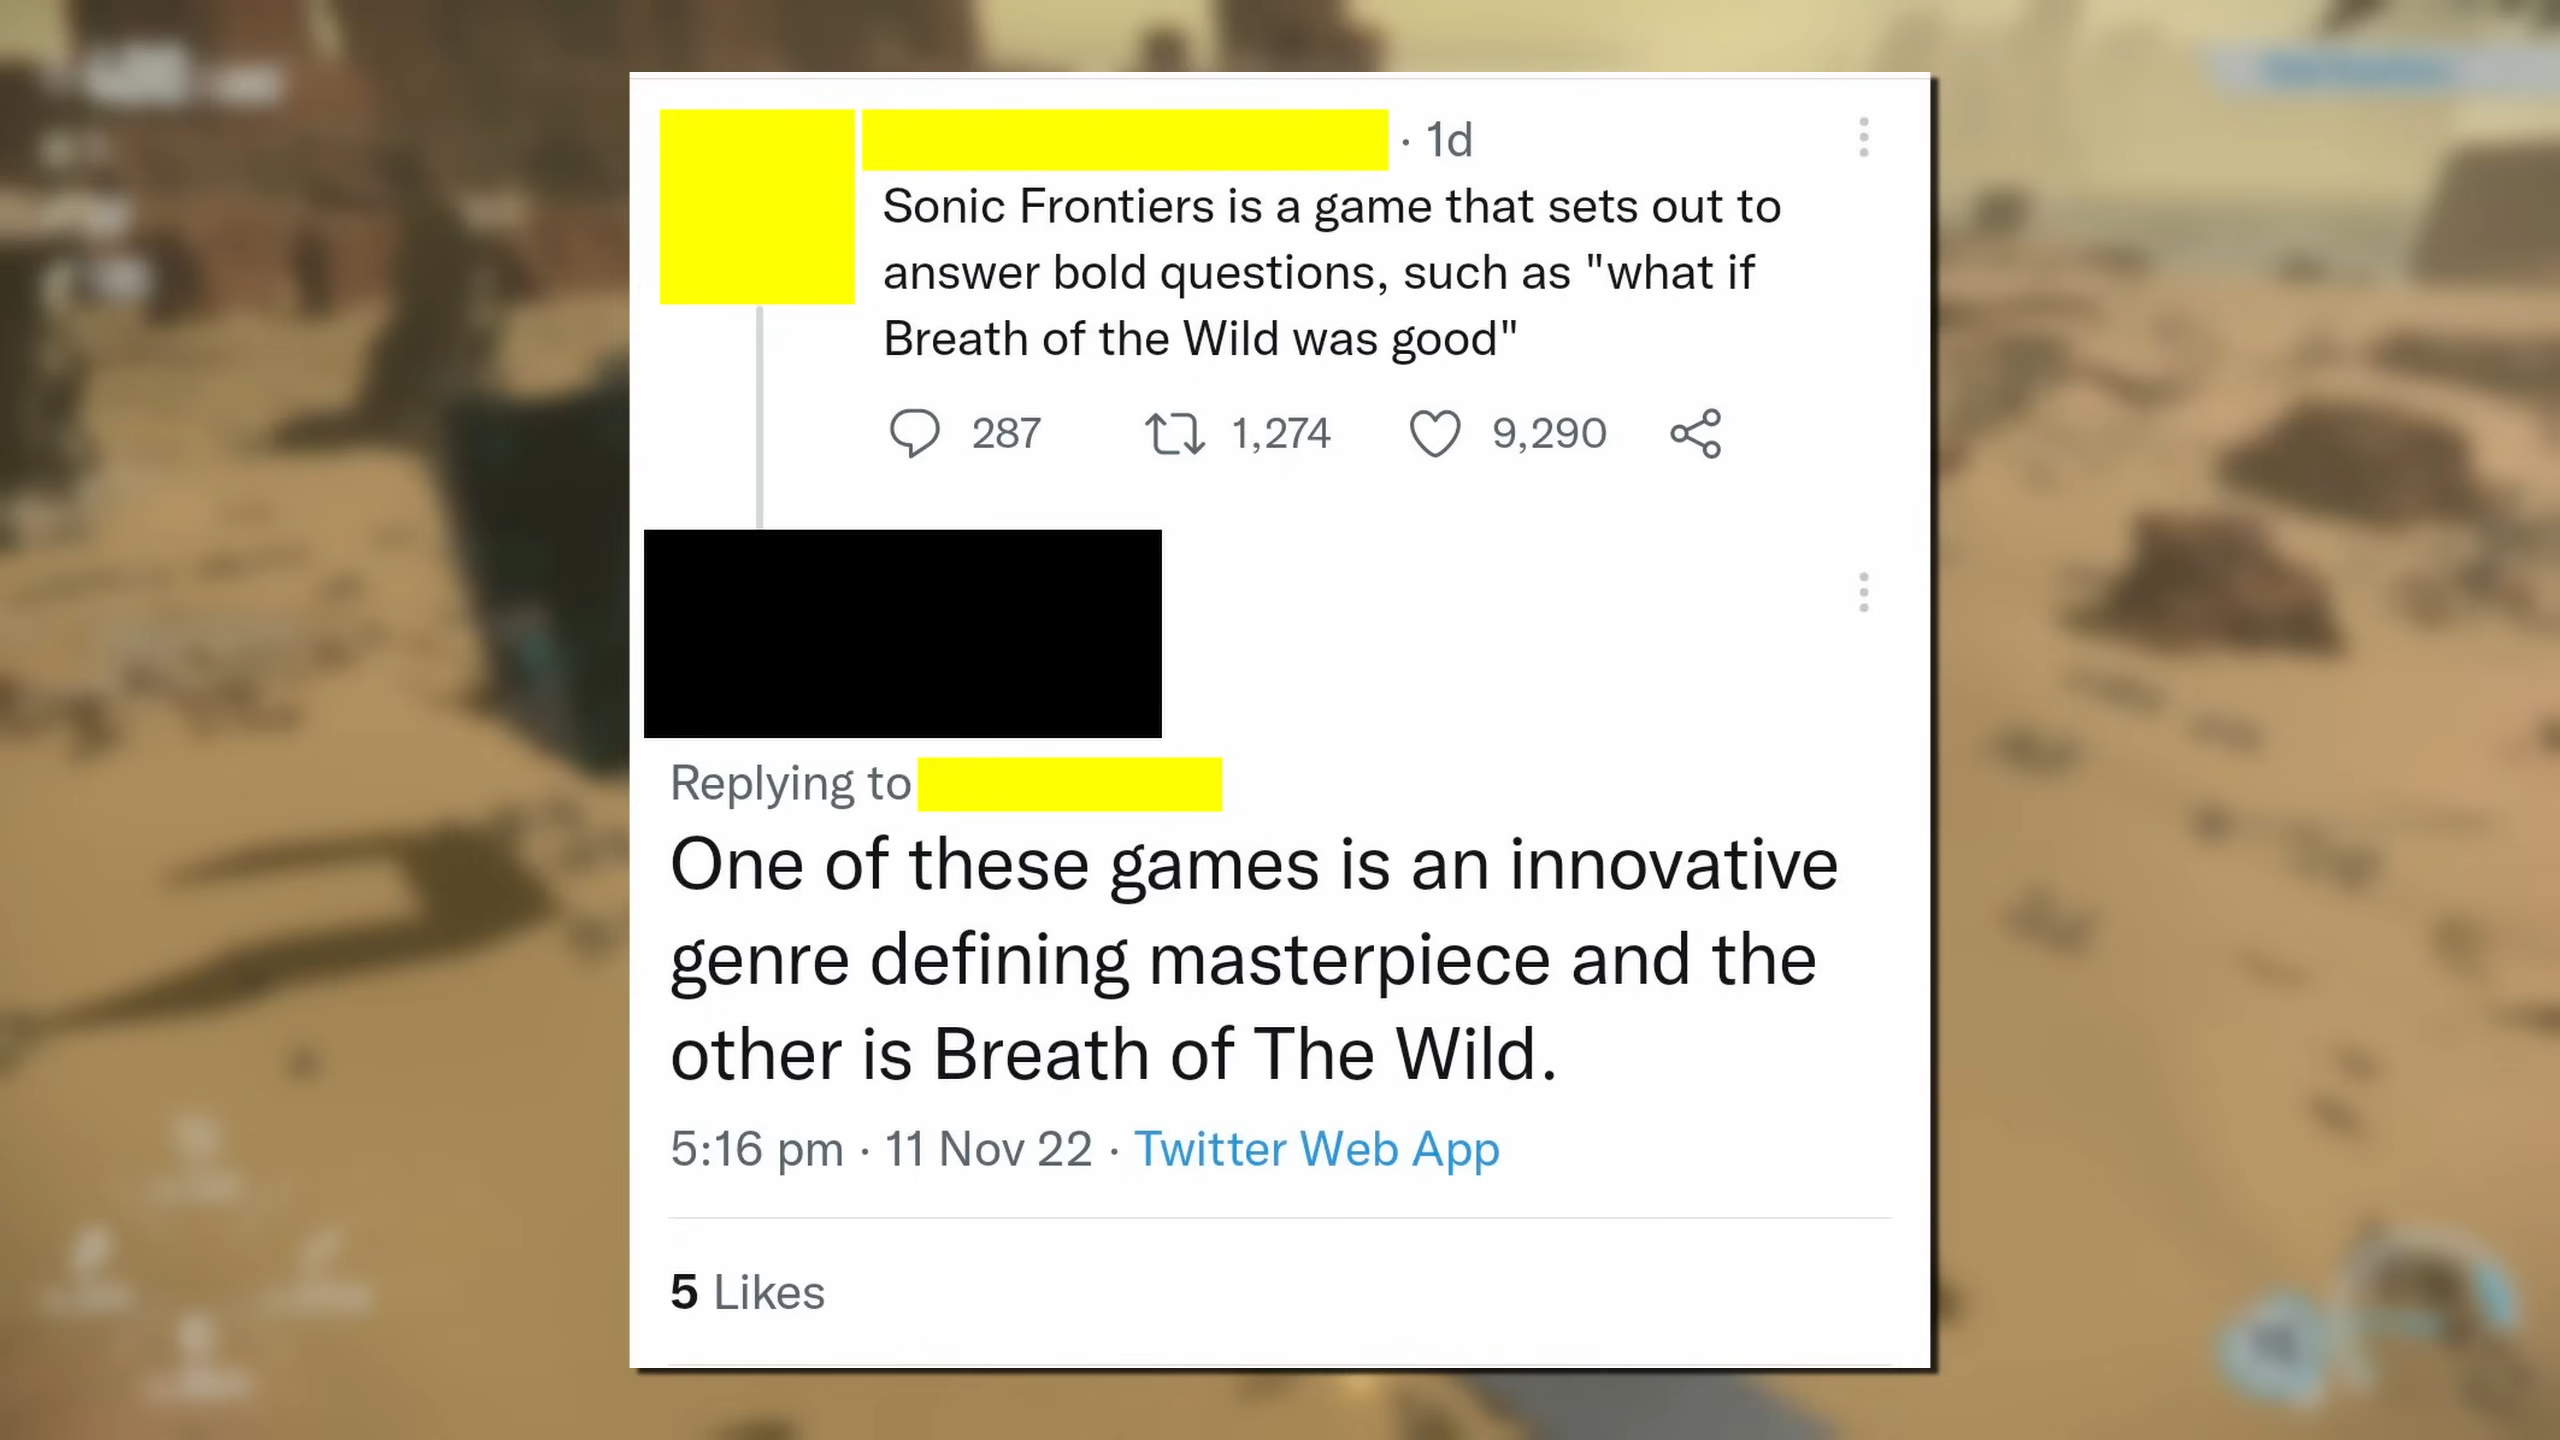 · 1d
Sonic Frontiers is a game that sets out to
answer bold questions, such as "what if
Breath of the Wild was good"
287 1,274 9,290
Replying to
One of these games is an innovative
genre defining masterpiece and the
other is Breath of The Wild.
5:16 pm · 11 Nov 22 · Twitter Web App
5 Likes